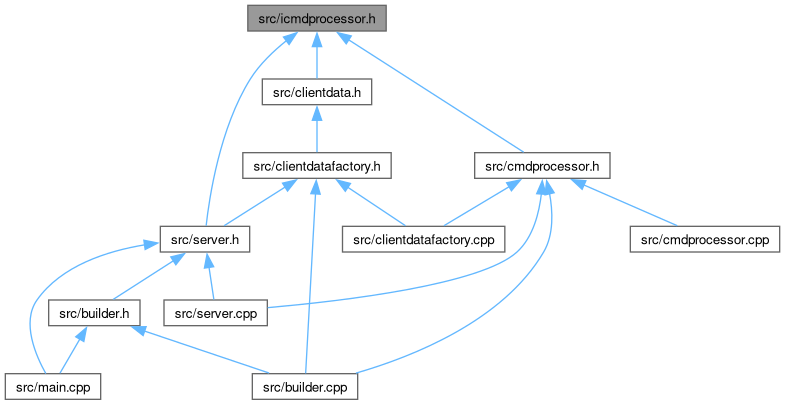 src/icmdprocessor.h
src/clientdata.h
src/clientdatafactory.h
src/cmdprocessor.h
src/server.h
src/clientdatafactory.cpp
src/cmdprocessor.cpp
src/builder.h
src/server.cpp
src/main.cpp
src/builder.cpp